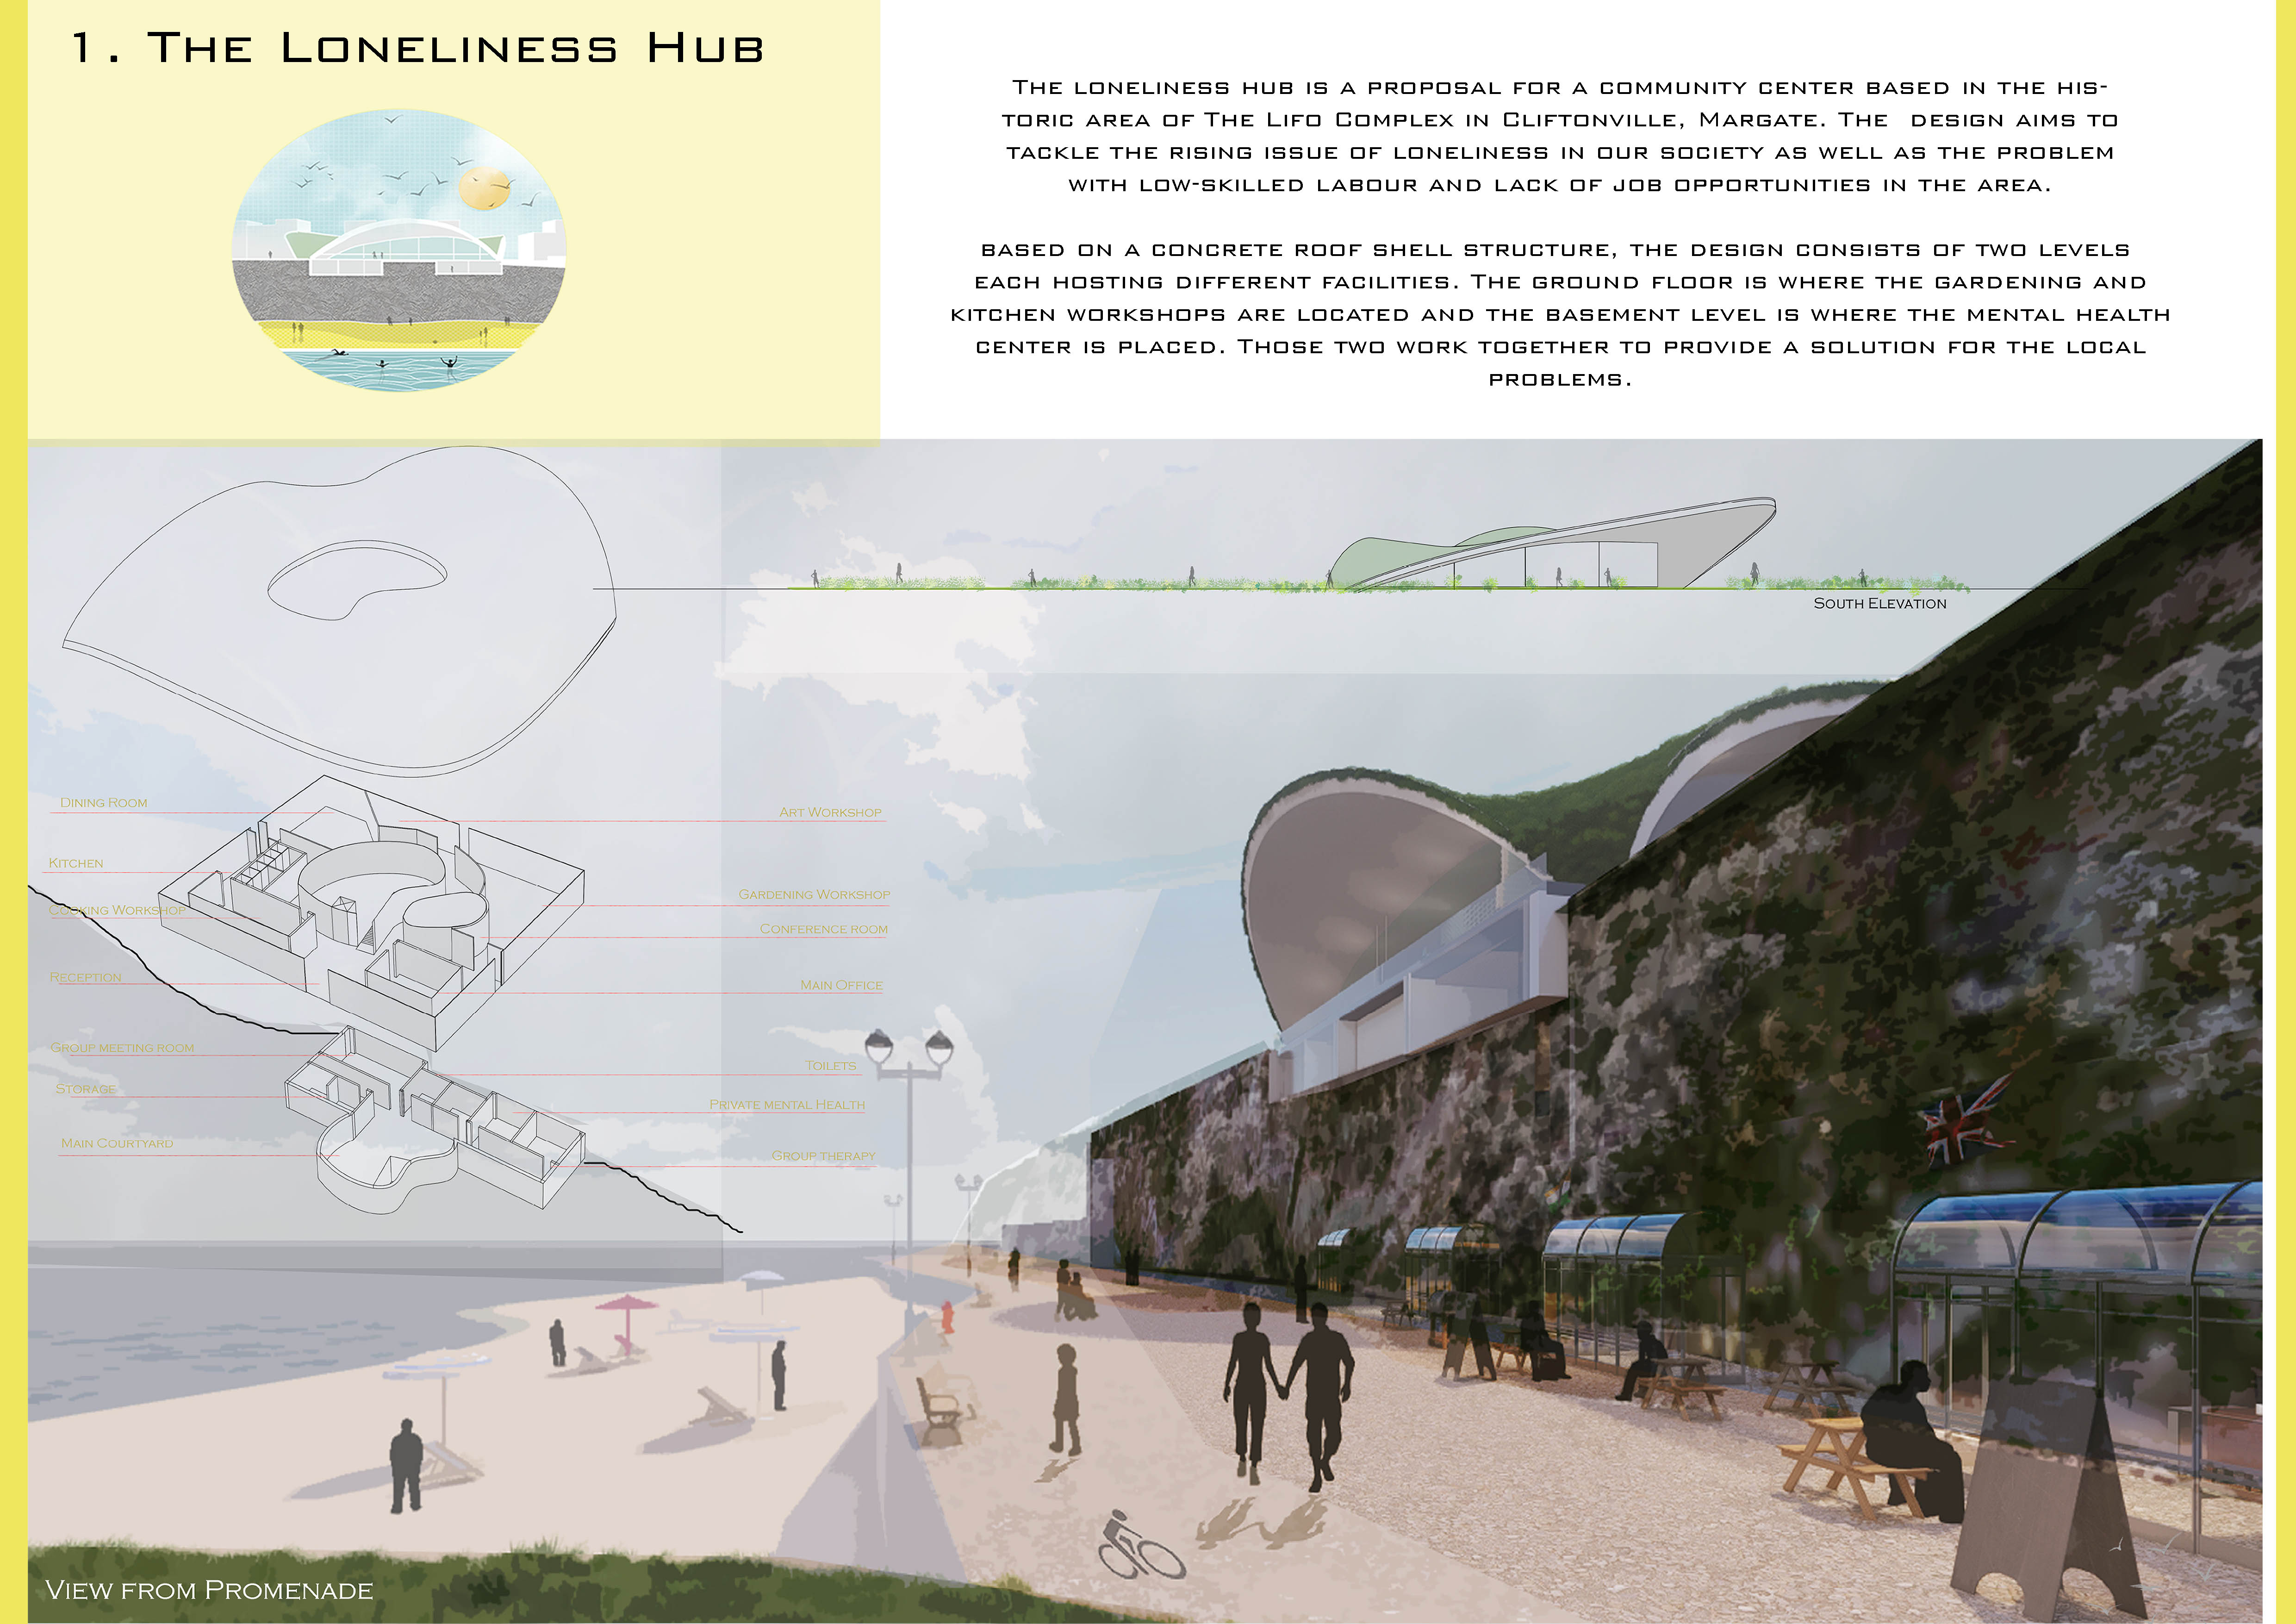 1. The Loneliness Hub
The loneliness hub is a proposal for a community center based in the his-
toric area of The Lifo Complex in Cliftonville, Margate. The design aims to
tackle the rising issue of loneliness in our society as well as the problem
with low-skilled labour and lack of job opportunities in the area.
based on a concrete roof shell structure, the design consists of two levels
each hosting different facilities. The ground floor is where the gardening and
kitchen workshops are located and the basement level is where the mental health
center is placed. Those two work together to provide a solution for the local
problems.
South Elevation
Dining Room
Art Workshop
Kitchen
Gardening Workshop
Cooking Workshop
Conference room
Reception
Main Office
Group meeting room
Toilets
Storage
Private mental Health
Main Courtyard
Group therapy
View from Promenade